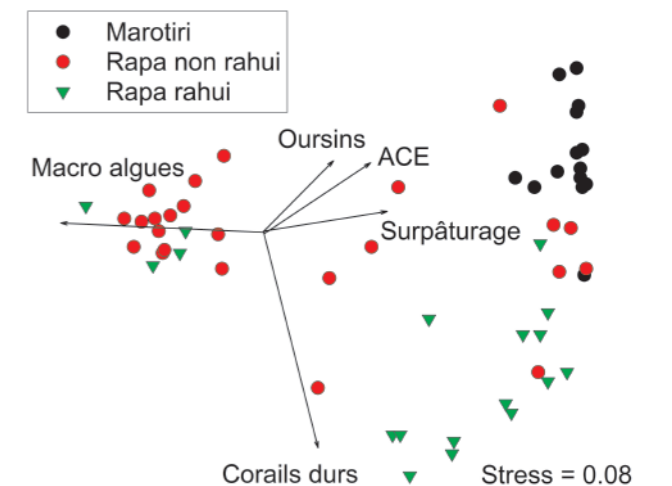 Marotiri
Rapa non rahui
Rapa rahui
Oursins
ACE
Macro algues
Surpâturage
Corails durs
Stress = 0.08